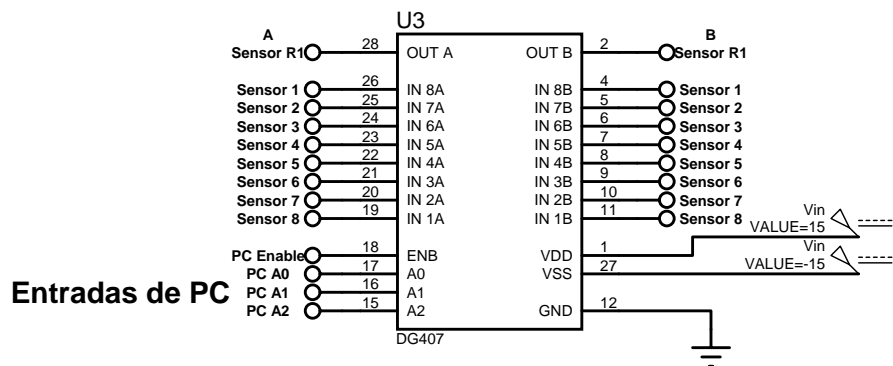 U3
A
B
Sensor R1 28 OUT A OUT B 2 Sensor R1
Sensor 1 26 IN 8A IN 8B 4 Sensor 1
Sensor 2 25 IN 7A IN 7B 5 Sensor 2
Sensor 3 24 IN 6A IN 6B 6 Sensor 3
Sensor 4 23 IN 5A IN 5B 7 Sensor 4
Sensor 5 22 IN 4A IN 4B 8 Sensor 5
Sensor 6 21 IN 3A IN 3B 9 Sensor 6
Sensor 7 20 IN 2A IN 2B 10 Sensor 7
Sensor 8 19 IN 1A IN 1B 11 Sensor 8
Vin
VALUE=15
PC Enable 18 ENB VDD 1
Vin
VALUE=-15
PC A0 17 A0 VSS 27
Entradas de PC
PC A1 16 A1
PC A2 15 A2 GND 12
DG407